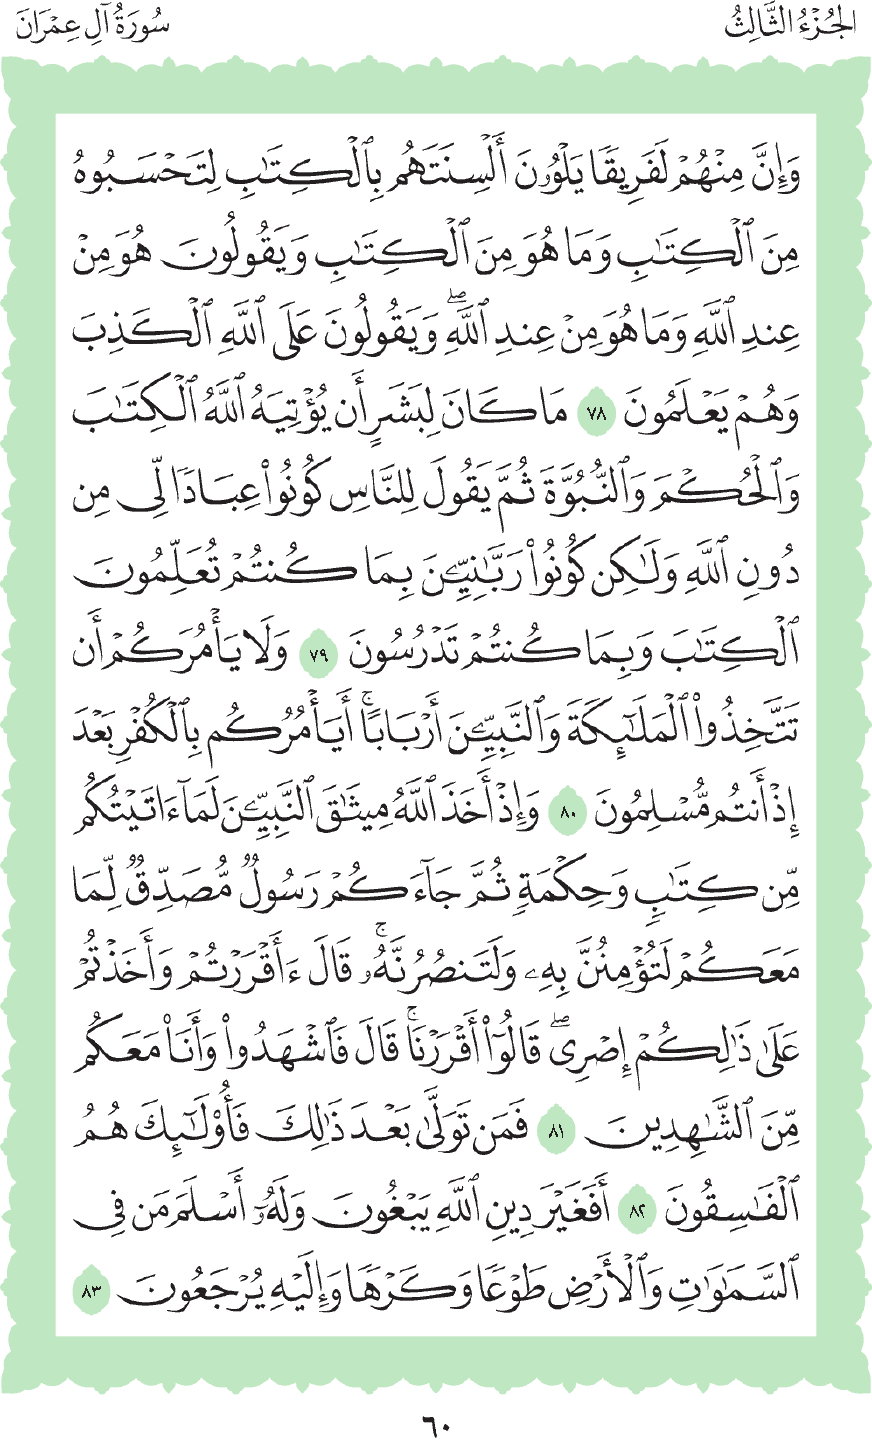 الجُزْءُ الثَّالِثُ
سُورَةُ آلِ عِمْرَانَ
وَإِنَّ مِنْهُمْ لَفَرِيقًا يَلْوُۥنَ أَلْسِنَتَهُم بِٱلْكِتَٰبِ لِتَحْسَبُوهُ
مِنَ ٱلْكِتَٰبِ وَمَا هُوَ مِنَ ٱلْكِتَٰبِ وَيَقُولُونَ هُوَ مِنْ
عِندِ ٱللَّهِ وَمَا هُوَ مِنْ عِندِ ٱللَّهِۖ وَيَقُولُونَ عَلَى ٱللَّهِ ٱلْكَذِبَ
وَهُمْ يَعْلَمُونَ ٧٨ مَا كَانَ لِبَشَرٍ أَن يُؤْتِيَهُ ٱللَّهُ ٱلْكِتَٰبَ
وَٱلْحُكْمَ وَٱلنُّبُوَّةَ ثُمَّ يَقُولَ لِلنَّاسِ كُونُوا۟ عِبَادًا لِّى مِن
دُونِ ٱللَّهِ وَلَٰكِن كُونُوا۟ رَبَّٰنِيِّۦنَ بِمَا كُنتُمْ تُعَلِّمُونَ
ٱلْكِتَٰبَ وَبِمَا كُنتُمْ تَدْرُسُونَ ٧٩ وَلَا يَأْمُرَكُمْ أَن
تَتَّخِذُوا۟ ٱلْمَلَٰٓئِكَةَ وَٱلنَّبِيِّۦنَ أَرْبَابًاۗ أَيَأْمُرُكُم بِٱلْكُفْرِ بَعْدَ
إِذْ أَنتُم مُّسْلِمُونَ ٨٠ وَإِذْ أَخَذَ ٱللَّهُ مِيثَٰقَ ٱلنَّبِيِّۦنَ لَمَآ ءَاتَيْتُكُم
مِّن كِتَٰبٍ وَحِكْمَةٍ ثُمَّ جَآءَكُمْ رَسُولٌ مُّصَدِّقٌ لِّمَا
مَعَكُمْ لَتُؤْمِنُنَّ بِهِۦ وَلَتَنصُرُنَّهُۥۚ قَالَ ءَأَقْرَرْتُمْ وَأَخَذْتُمْ
عَلَىٰ ذَٰلِكُمْ إِصْرِىۖ قَالُوٓا۟ أَقْرَرْنَاۚ قَالَ فَٱشْهَدُوا۟ وَأَنَا۠ مَعَكُم
مِّنَ ٱلشَّٰهِدِينَ ٨١ فَمَن تَوَلَّىٰ بَعْدَ ذَٰلِكَ فَأُو۟لَٰٓئِكَ هُمُ
ٱلْفَٰسِقُونَ ٨٢ أَفَغَيْرَ دِينِ ٱللَّهِ يَبْغُونَ وَلَهُۥٓ أَسْلَمَ مَن فِى
ٱلسَّمَٰوَٰتِ وَٱلْأَرْضِ طَوْعًا وَكَرْهًا وَإِلَيْهِ يُرْجَعُونَ ٨٣
٦٠